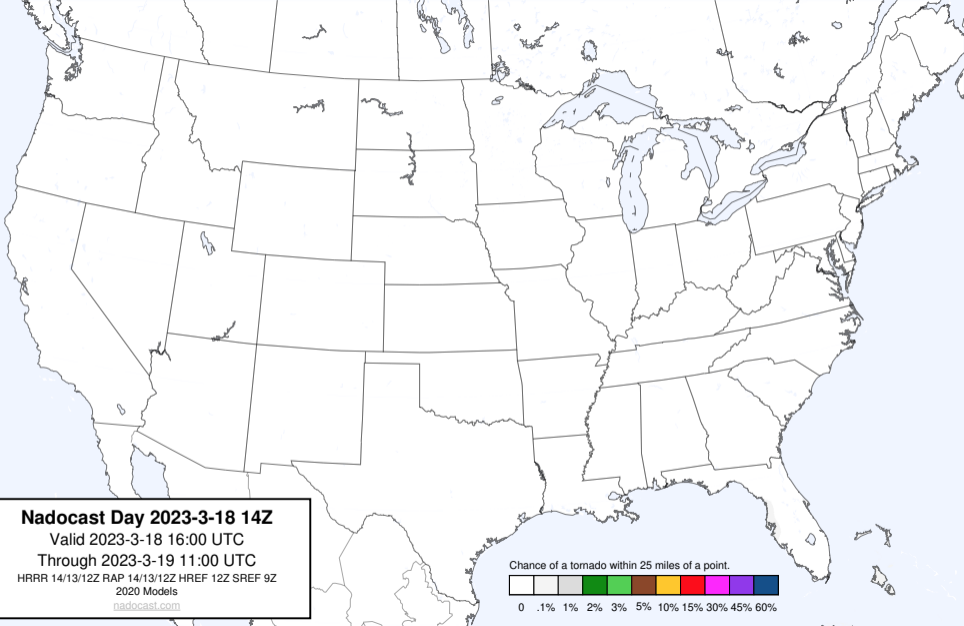 Nadocast Day 2023-3-18 14Z
Valid 2023-3-18 16:00 UTC
Through 2023-3-19 11:00 UTC
HRRR 14/13/12Z RAP 14/13/12Z HREF 12Z SREF 9Z
2020 Models
nadocast.com
Chance of a tornado within 25 miles of a point.
0 .1% 1% 2% 3% 5% 10% 15% 30% 45% 60%